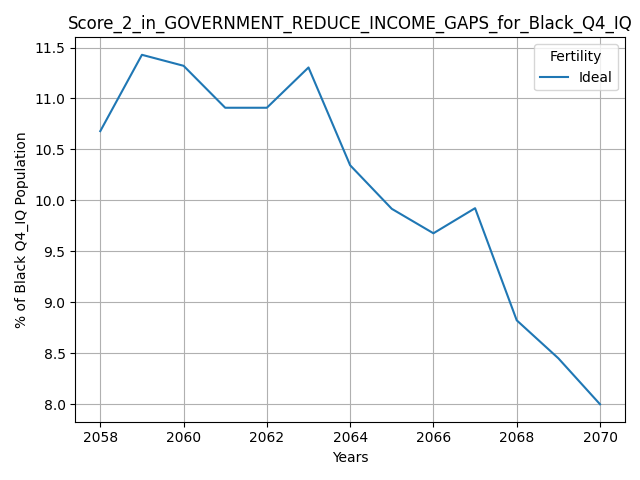 Score_2_in_GOVERNMENT_REDUCE_INCOME_GAPS_for_Black_Q4_IQ
Fertility
Ideal
% of Black Q4_IQ Population
11.5
11.0
10.5
10.0
9.5
9.0
8.5
8.0
2058 2060 2062 2064 2066 2068 2070
Years